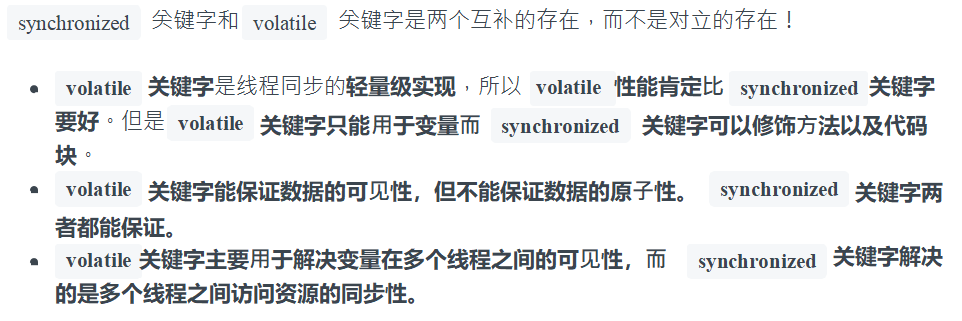 synchronized 关键字和 volatile 关键字是两个互补的存在，而不是对立的存在！
volatile 关键字是线程同步的轻量级实现，所以 volatile 性能肯定比 synchronized 关键字
要好。但是 volatile 关键字只能用于变量而 synchronized 关键字可以修饰方法以及代码
块。
volatile 关键字能保证数据的可见性，但不能保证数据的原子性。 synchronized 关键字两
者都能保证。
volatile 关键字主要用于解决变量在多个线程之间的可见性，而 synchronized 关键字解决
的是多个线程之间访问资源的同步性。